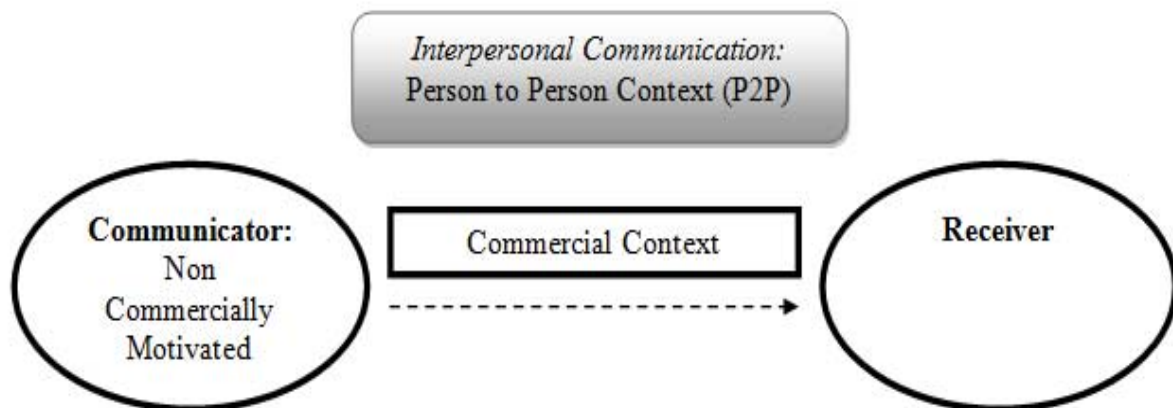 Interpersonal Communication:
Person to Person Context (P2P)
Communicator:
Non
Commercially
Motivated
Commercial Context
Receiver